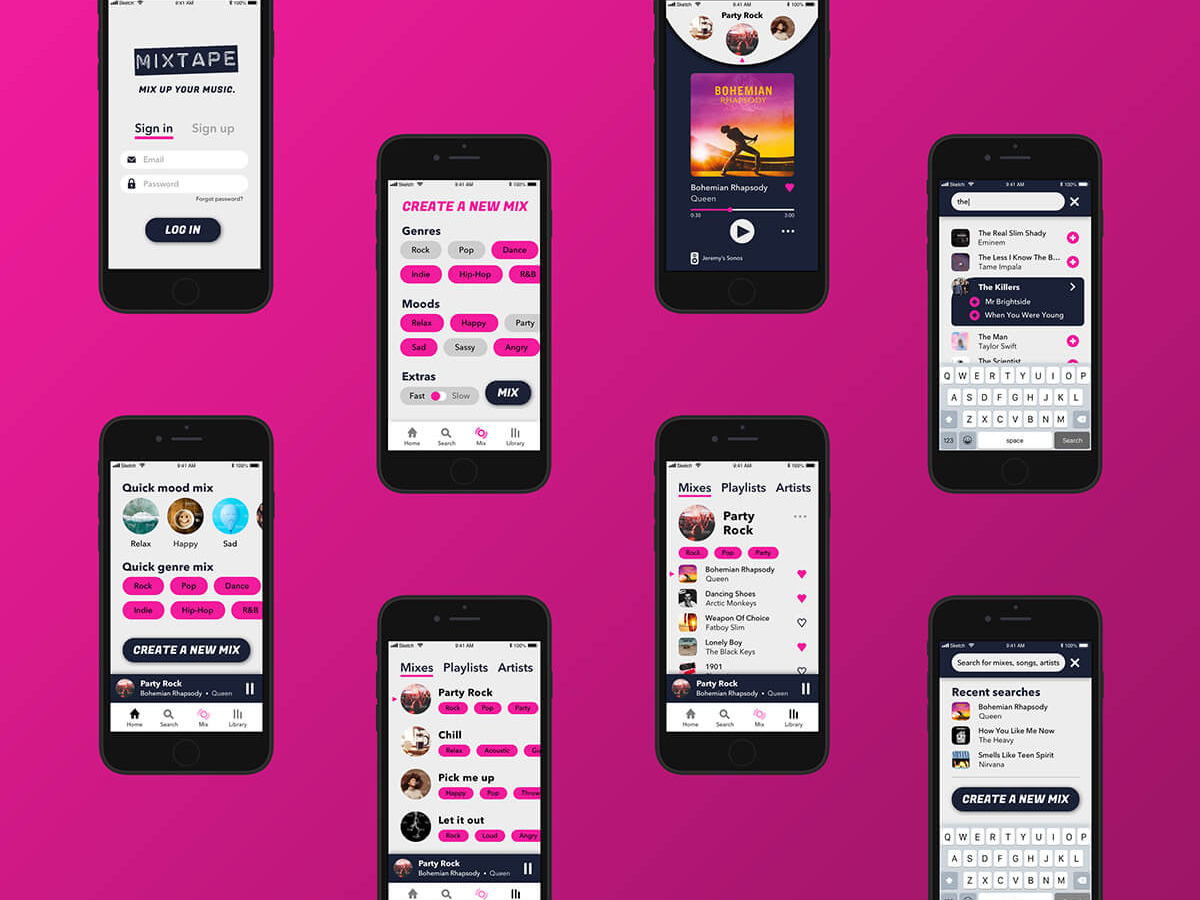 Sketch 9:41 AM 100%
MIXTAPE
MIX UP YOUR MUSIC.
Sign in Sign up
Email
Password
Forgot password?
LOG IN
Sketch 9:41 AM 100%
Quick mood mix
Relax Happy Sad
Quick genre mix
Rock Pop Dance
Indie Hip-Hop R&B
CREATE A NEW MIX
Party Rock
Bohemian Rhapsody • Queen
Home Search Mix Library
Sketch 9:41 AM 100%
CREATE A NEW MIX
Genres
Rock Pop Dance
Indie Hip-Hop R&B
Moods
Relax Happy Party
Sad Sassy Angry
Extras
Fast Slow MIX
Home Search Mix Library
Sketch 9:41 AM 100%
Mixes Playlists Artists
Party Rock
Rock Pop Party
Chill
Relax Acoustic
Pick me up
Happy Pop
Let it out
Rock Loud Angry
Party Rock
Bohemian Rhapsody • Queen
Sketch 9:41 AM 100%
Party Rock
BOHEMIAN
RHAPSODY
Bohemian Rhapsody
Queen
0:30 3:00
Jeremy's Sonos
Sketch 9:41 AM 100%
Mixes Playlists Artists
Party
Rock
Rock Pop Party
Bohemian Rhapsody
Queen
Dancing Shoes
Arctic Monkeys
Weapon Of Choice
Fatboy Slim
Lonely Boy
The Black Keys
1901
Party Rock
Bohemian Rhapsody • Queen
Home Search Mix Library
Sketch 9:41 AM 100%
the
The Real Slim Shady
Eminem
The Less I Know The B...
Tame Impala
The Killers
Mr Brightside
When You Were Young
The Man
Taylor Swift
The Scientist
Q W E R T Y U I O P
A S D F G H J K L
Z X C V B N M
123 space Search
Sketch 9:41 AM 100%
Search for mixes, songs, artists
Recent searches
Bohemian Rhapsody
Queen
How You Like Me Now
The Heavy
Smells Like Teen Spirit
Nirvana
CREATE A NEW MIX
Q W E R T Y U I O P
A S D F G H J K L
Z X C V B N M